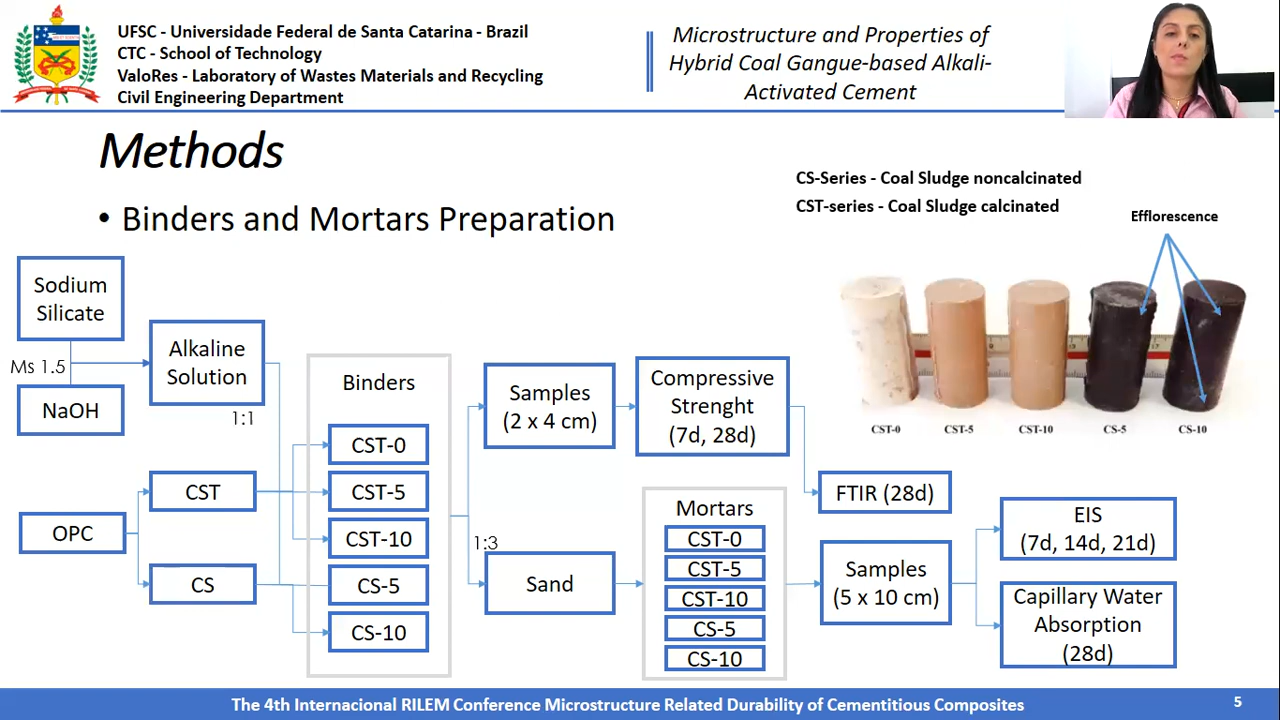 UFSC - Universidade Federal de Santa Catarina - Brazil
CTC - School of Technology
ValoRes - Laboratory of Wastes Materials and Recycling
Civil Engineering Department
Microstructure and Properties of
Hybrid Coal Gangue-based Alkali-
Activated Cement
Methods
• Binders and Mortars Preparation
CS-Series - Coal Sludge noncalcinated
CST-series - Coal Sludge calcinated
Efflorescence
CST-0
CST-5
CST-10
CS-5
CS-10
Sodium
Silicate
Ms 1.5
NaOH
Alkaline
Solution
1:1
OPC
CST
CS
Binders
CST-0
CST-5
CST-10
CS-5
CS-10
Samples
(2 x 4 cm)
Compressive
Strenght
(7d, 28d)
FTIR (28d)
1:3
Sand
Mortars
CST-0
CST-5
CST-10
CS-5
CS-10
Samples
(5 x 10 cm)
EIS
(7d, 14d, 21d)
Capillary Water
Absorption
(28d)
The 4th Internacional RILEM Conference Microstructure Related Durability of Cementitious Composites
5